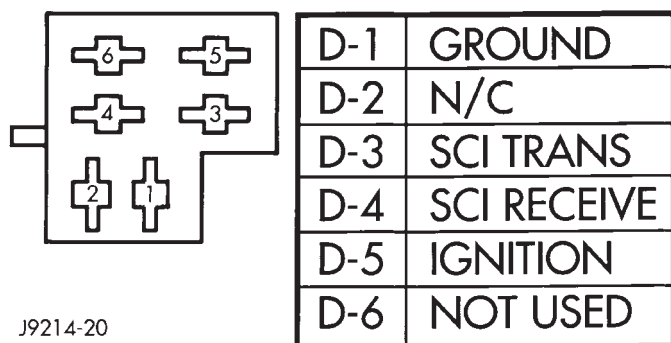 6 5
4 3
2 1
D-1 GROUND
D-2 N/C
D-3 SCI TRANS
D-4 SCI RECEIVE
D-5 IGNITION
D-6 NOT USED
J9214-20